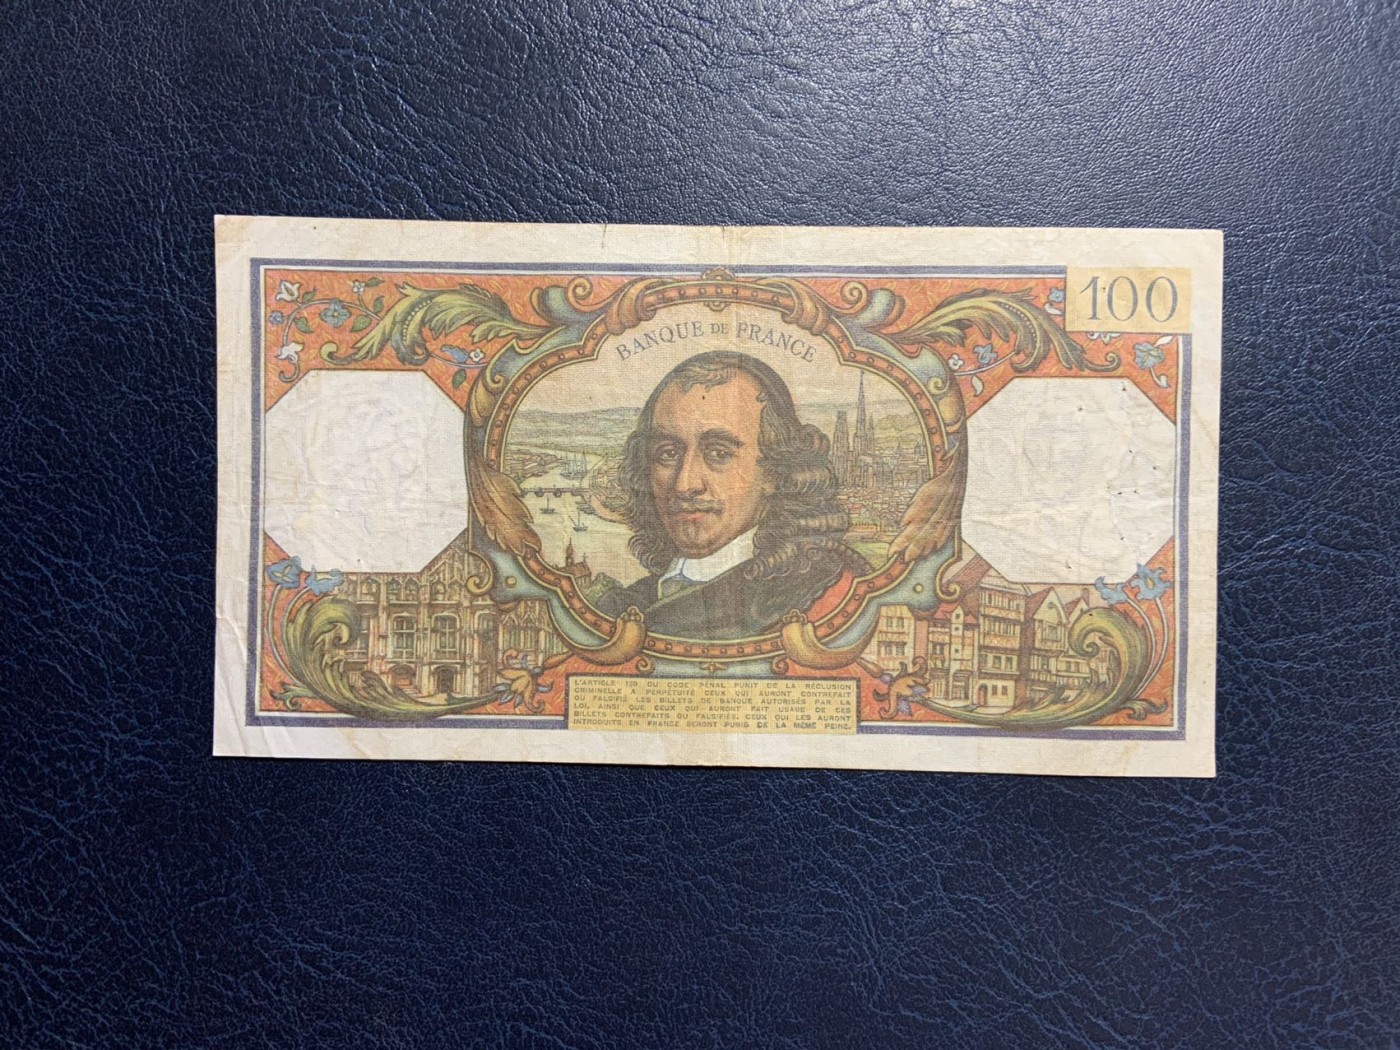 BANQUE DE FRANCE
100
L'ARTICLE 139 DU CODE PÉNAL PUNIT DE LA RÉCLUSION
CRIMINELLE À PERPÉTUITÉ CEUX QUI AURONT CONTREFAIT
OU FALSIFIÉ LES BILLETS DE BANQUE AUTORISÉS PAR LA
LOI, AINSI QUE CEUX QUI AURONT FAIT USAGE DE CES
BILLETS CONTREFAITS OU FALSIFIÉS. CEUX QUI LES AURONT
INTRODUITS EN FRANCE SERONT PUNIS DE LA MÊME PEINE.